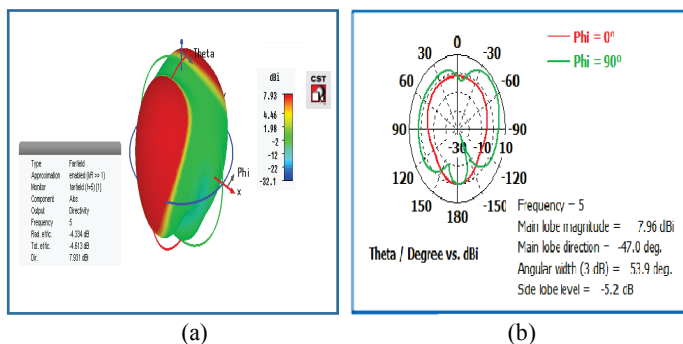 Theta
Phi
x
dBi
7.93
4.46
1.98
-2
-12
-22
-32.1
CST
Type Farfield
Approximation enabled (kR >> 1)
Monitor farfield (f=5) [1]
Component Abs
Output Directivity
Frequency 5
Rad. effic. -4.334 dB
Tot. effic. -4.613 dB
Dir. 7.931 dBi
(a)
Phi = 0º
Phi = 90º
0
30 -30
60 -60
90 -30 -10 10 -90
120 -120
150 -150
180
Theta / Degree vs. dBi
Frequency = 5
Main lobe magnitude = 7.96 dBi
Main lobe direction = -47.0 deg.
Angular width (3 dB) = 53.9 deg.
Side lobe level = -5.2 dB
(b)